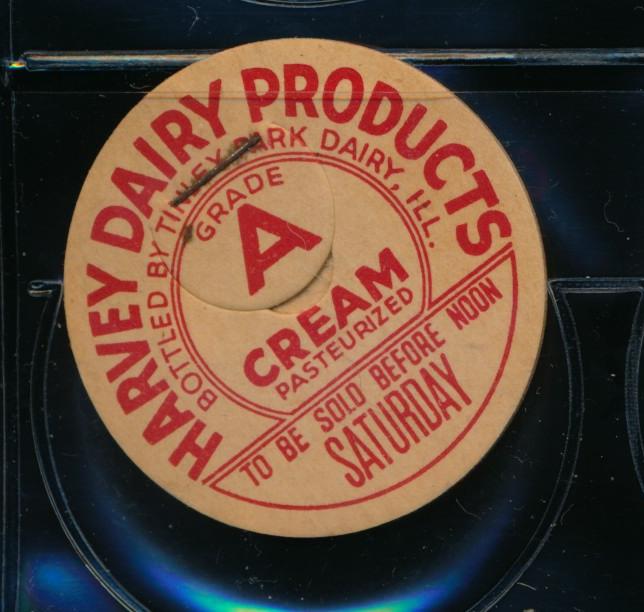 HARVEY DAIRY PRODUCTS
BOTTLED BY TINLEY PARK DAIRY, ILL.
GRADE
A
CREAM
PASTEURIZED
TO BE SOLD BEFORE NOON
SATURDAY